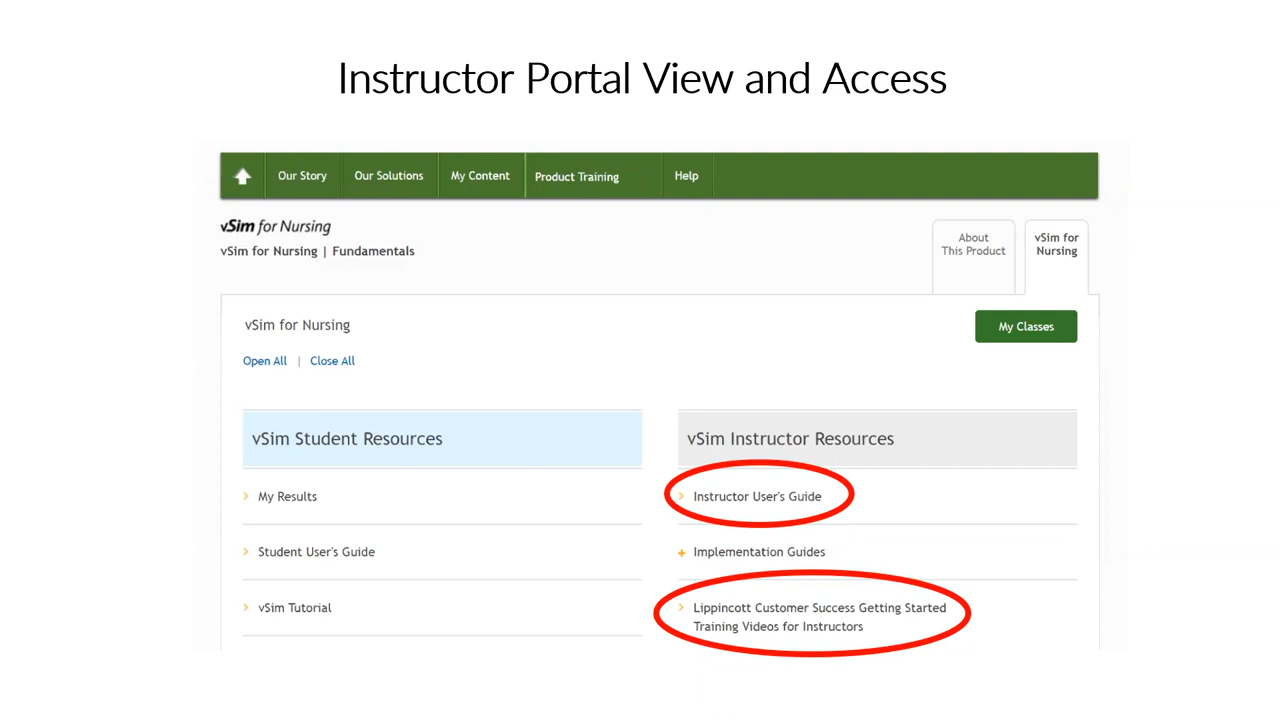 Instructor Portal View and Access
Our Story
Our Solutions
My Content
Product Training
Help
vSim for Nursing
vSim for Nursing | Fundamentals
About
This Product
vSim for
Nursing
vSim for Nursing
My Classes
Open All | Close All
vSim Student Resources
My Results
Student User's Guide
vSim Tutorial
vSim Instructor Resources
Instructor User's Guide
Implementation Guides
Lippincott Customer Success Getting Started
Training Videos for Instructors